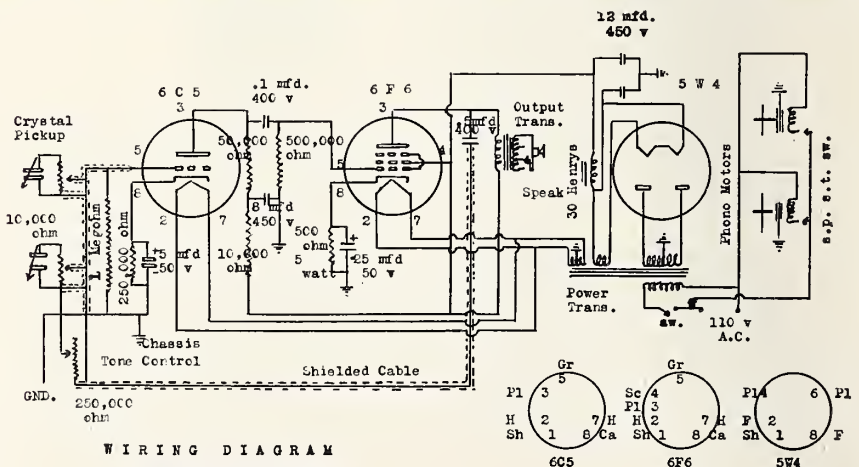 12 mfd.
450 v
6 C 5
3
.1 mfd.
400 v
6 F 6
3
5 W 4
Crystal
Pickup
5
8
2
7
50,000
ohm
500,000
ohm
8 mfd
450 v
5
8
4
2
7
.5mfd
400 v
Output
Trans.
Speak
30 Henrys
Phono Motors
s.p. s.t. sw.
10,000
ohm
1 Megohm
250,000
ohm
5 mfd
50 v
10,000
ohm
500
ohm
5
watt
25 mfd
50 v
Power
Trans.
sw.
110 v
A.C.
Chassis
Tone Control
Shielded Cable
GND.
250,000
ohm
WIRING DIAGRAM
Gr
5
Pl 3
H 2
7 H
Sh 1
8 Ca
6C5
Gr
5
Sc 4
Pl 3
H 2
7 H
Sh 1
8 Ca
6F6
Pl 4
6 Pl
F 2
Sh 1
8 F
5W4